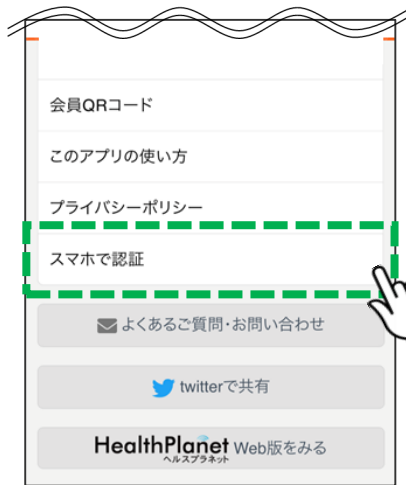 会員QRコード
このアプリの使い方
プライバシーポリシー
スマホで認証
よくあるご質問・お問い合わせ
twitterで共有
HealthPlanet Web版をみる
ヘルスプラネット